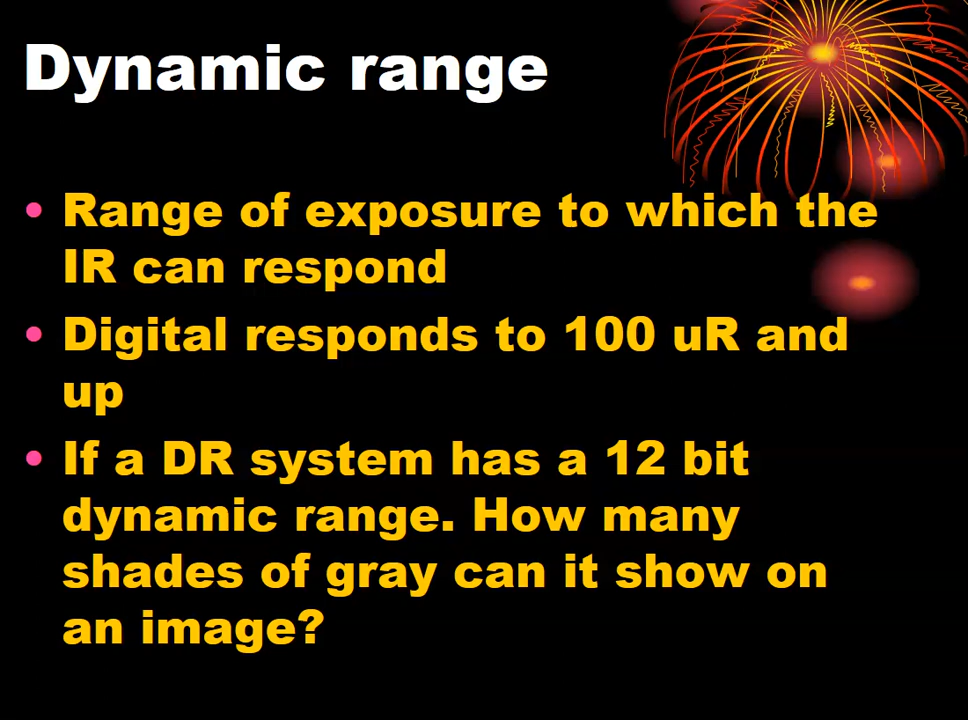 Dynamic range
• Range of exposure to which the
IR can respond
• Digital responds to 100 uR and
up
• If a DR system has a 12 bit
dynamic range. How many
shades of gray can it show on
an image?